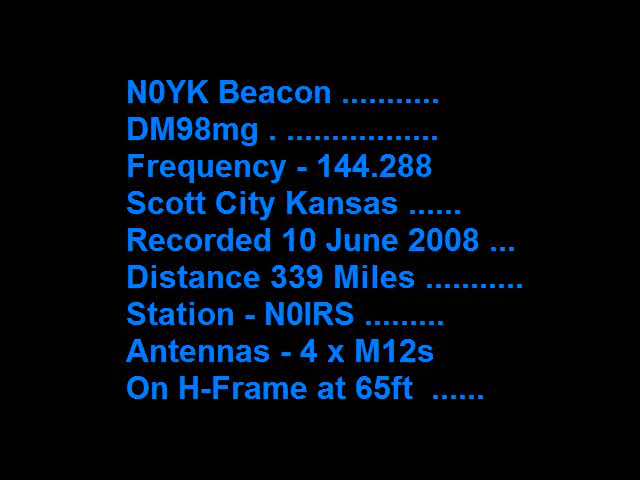 N0YK Beacon ...........
DM98mg . .................
Frequency - 144.288
Scott City Kansas ......
Recorded 10 June 2008 ...
Distance 339 Miles ...........
Station - N0IRS .........
Antennas - 4 x M12s
On H-Frame at 65ft  ......